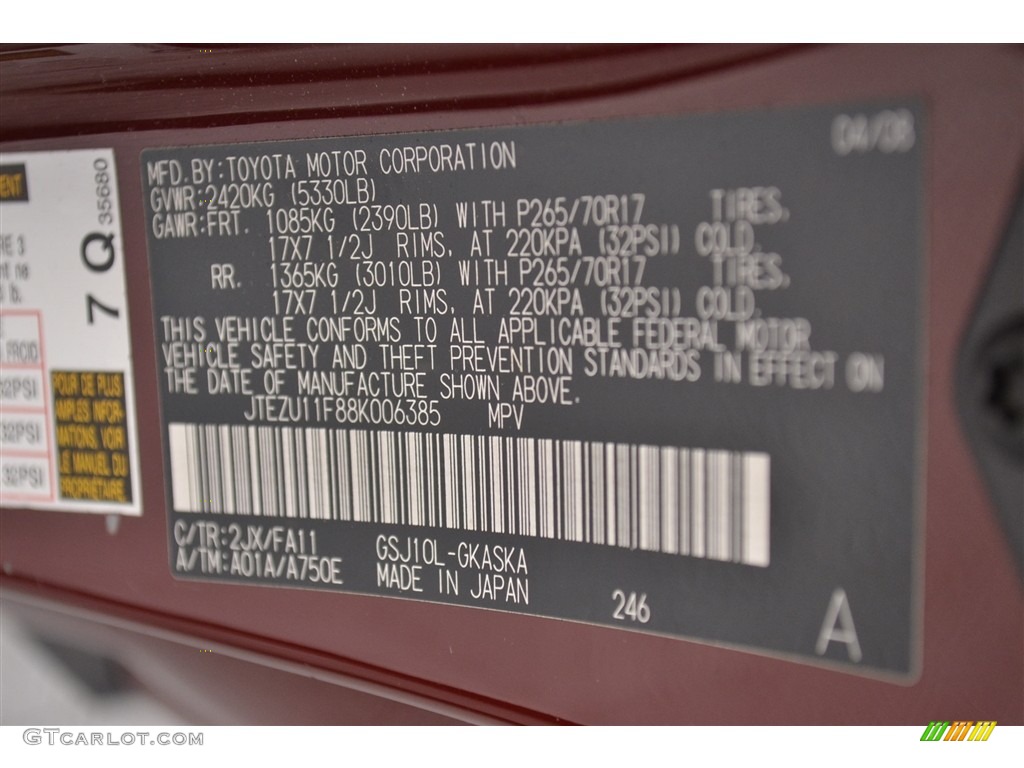 04/08
MFD.BY:TOYOTA MOTOR CORPORATION
GVWR:2420KG (5330LB)
GAWR:FRT. 1085KG (2390LB) WITH P265/70R17 TIRES.
17X7 1/2J RIMS, AT 220KPA (32PSI) COLD.
RR. 1365KG (3010LB) WITH P265/70R17 TIRES.
17X7 1/2J RIMS, AT 220KPA (32PSI) COLD.
THIS VEHICLE CONFORMS TO ALL APPLICABLE FEDERAL MOTOR
VEHICLE SAFETY AND THEFT PREVENTION STANDARDS IN EFFECT ON
THE DATE OF MANUFACTURE SHOWN ABOVE.
JTEZU11F88K006385 MPV
C/TR:2JX/FA11
A/TM:A01A/A750E
GSJ10L-GKASKA
MADE IN JAPAN
246
A
7 Q 35680
32PSI
32PSI
32PSI
POUR DE PLUS
AMPLES INFOR-
MATIONS, VOIR
LE MANUEL DU
PROPRIÉTAIRE
GTCARLOT.COM